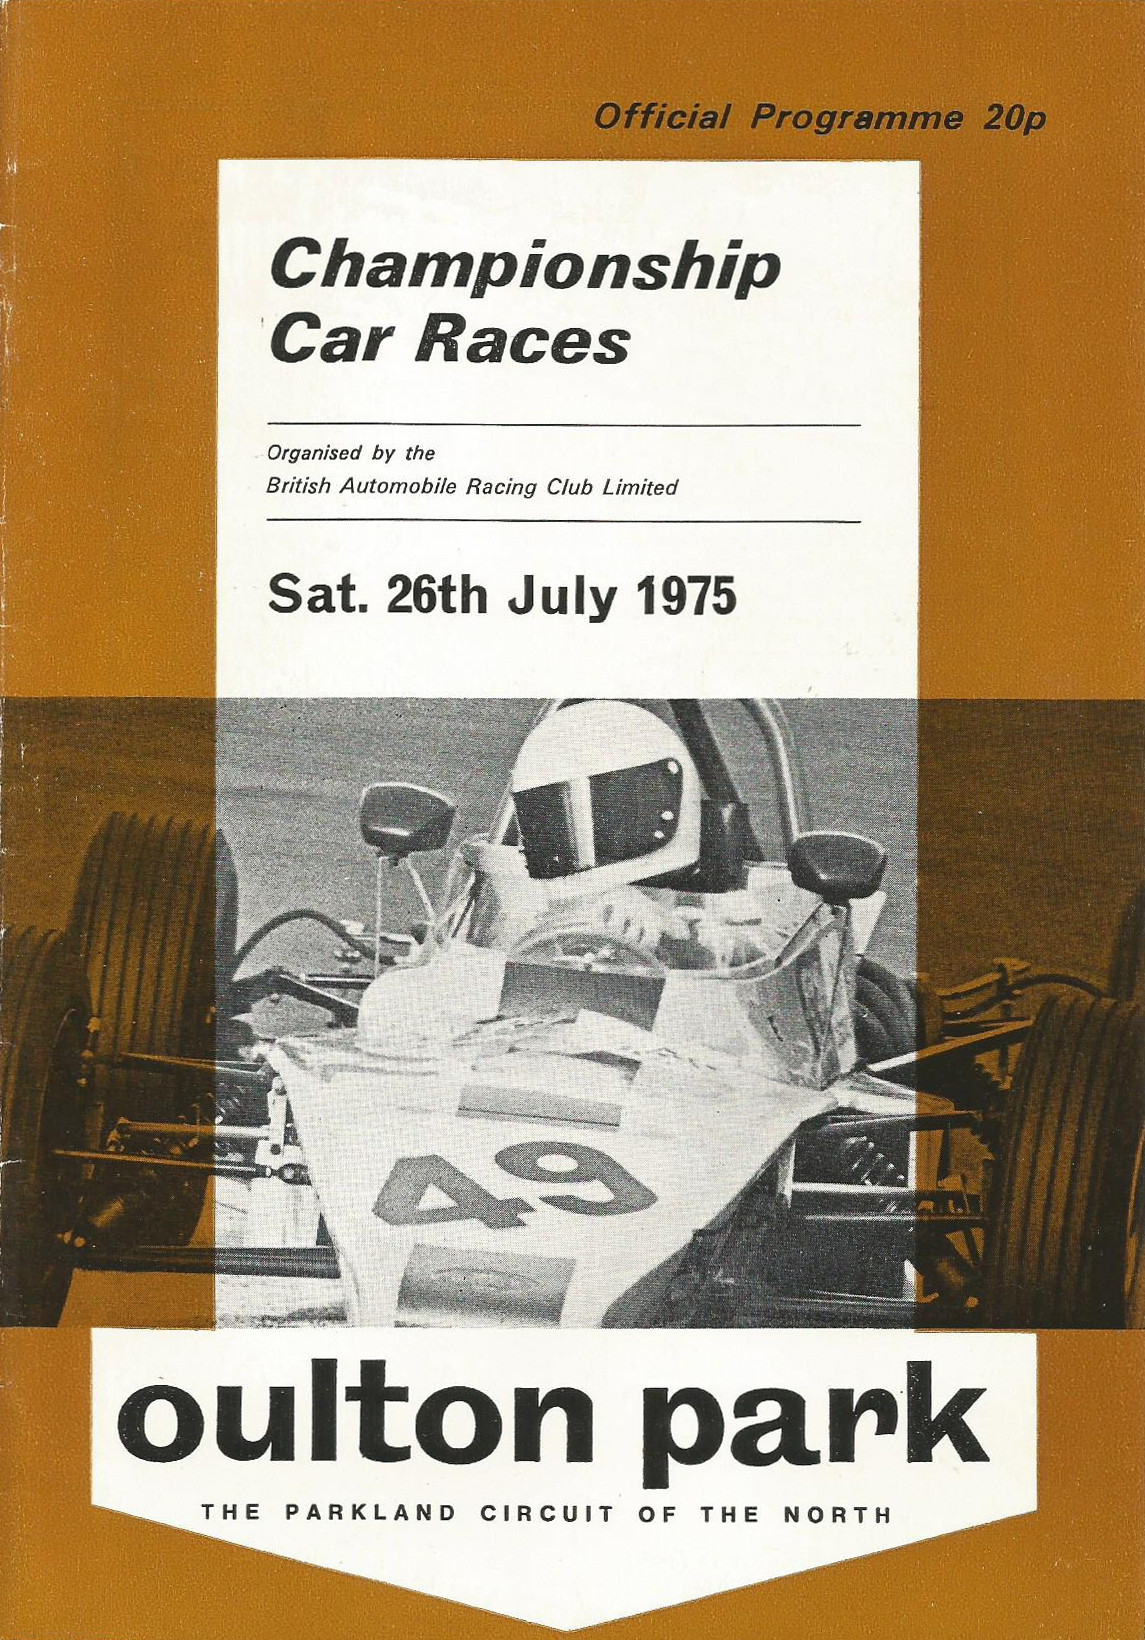 Official Programme 20p
Championship
Car Races
Organised by the
British Automobile Racing Club Limited
Sat. 26th July 1975
49
oulton park
THE PARKLAND CIRCUIT OF THE NORTH